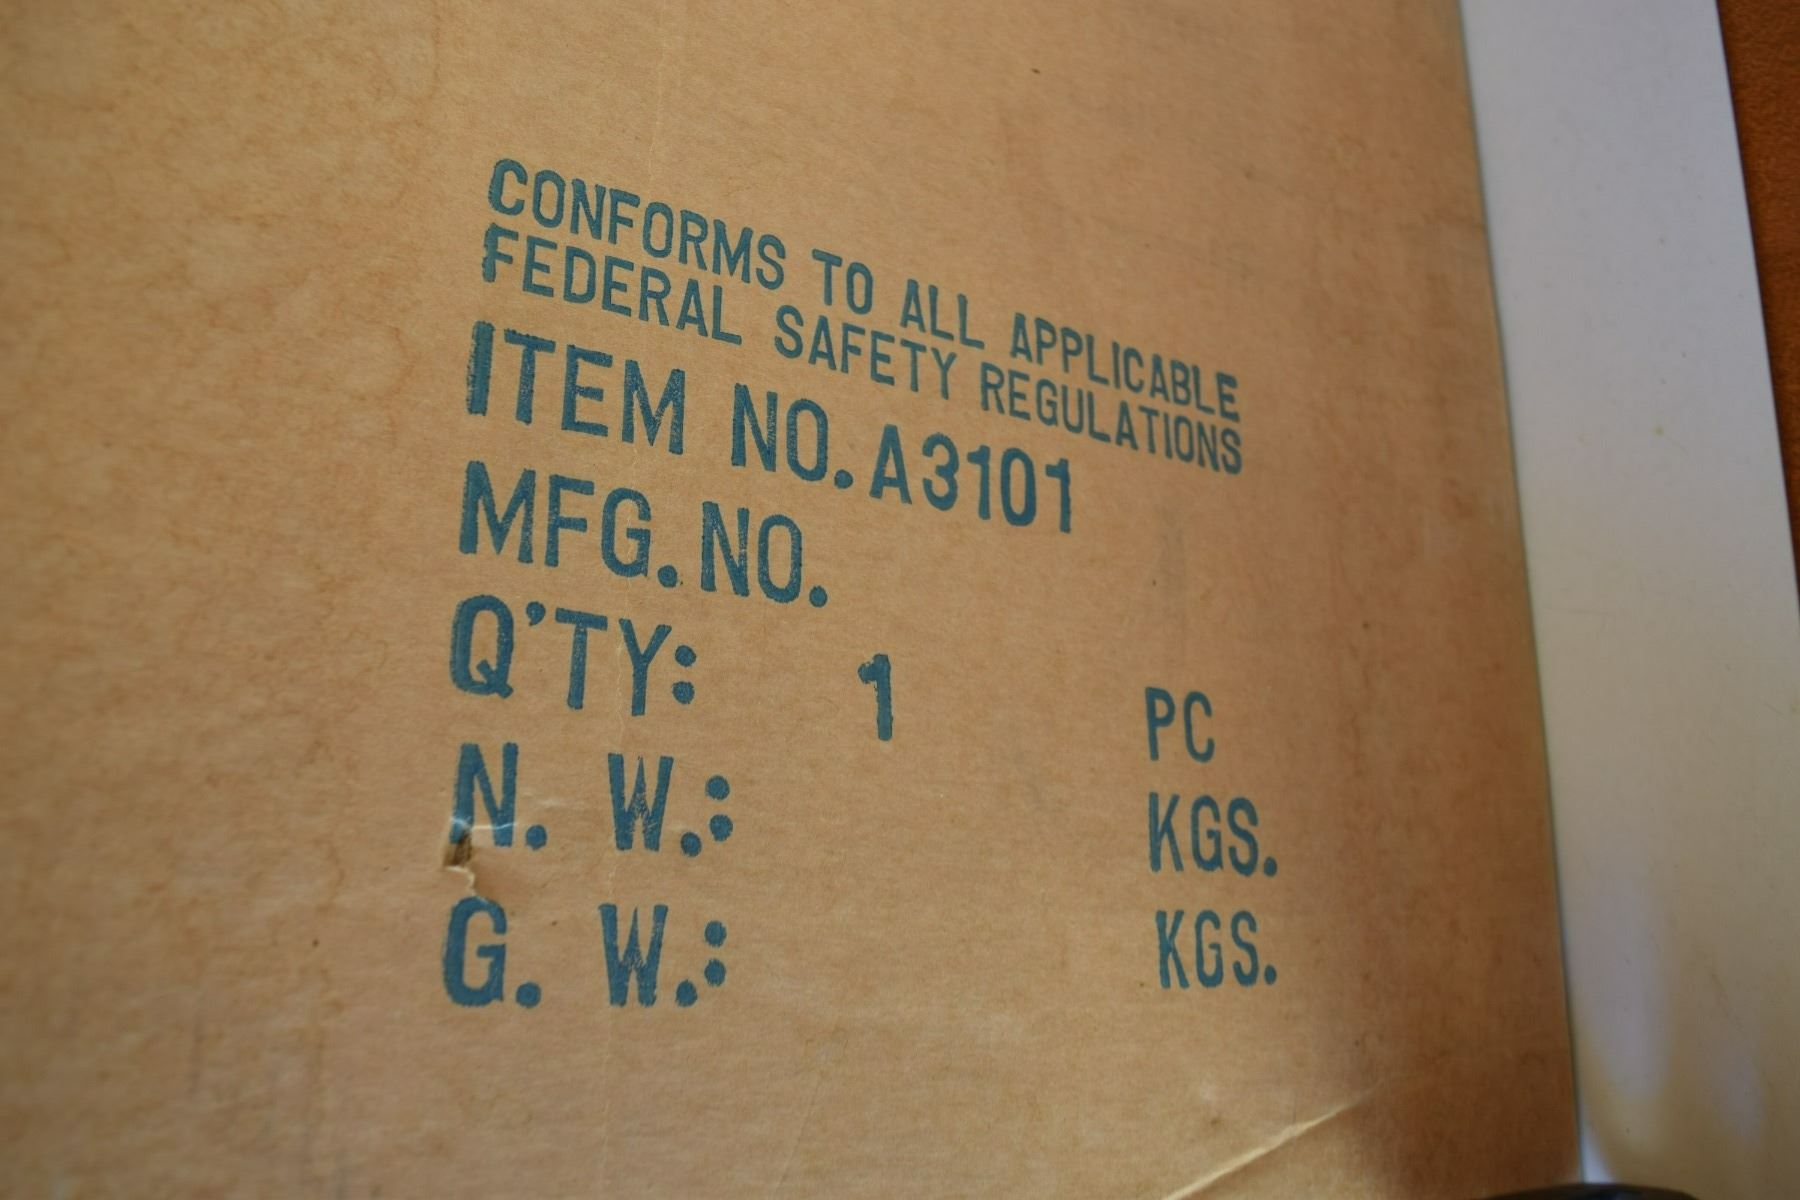 CONFORMS TO ALL APPLICABLE
FEDERAL SAFETY REGULATIONS
ITEM NO. A3101
MFG. NO.
Q'TY: 1 PC
N. W.: KGS.
G. W.: KGS.